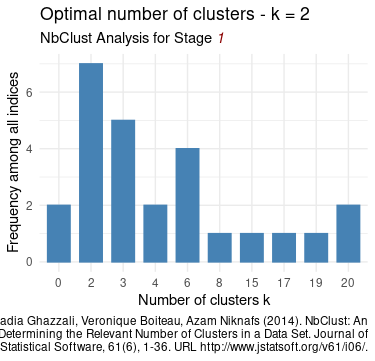 Optimal number of clusters - k = 2
NbClust Analysis for Stage 1
Frequency among all indices
6
4
2
0
0 2 3 4 6 8 15 17 19 20
Number of clusters k
adia Ghazzali, Veronique Boiteau, Azam Niknafs (2014). NbClust: An
Determining the Relevant Number of Clusters in a Data Set. Journal of
Statistical Software, 61(6), 1-36. URL http://www.jstatsoft.org/v61/i06/.